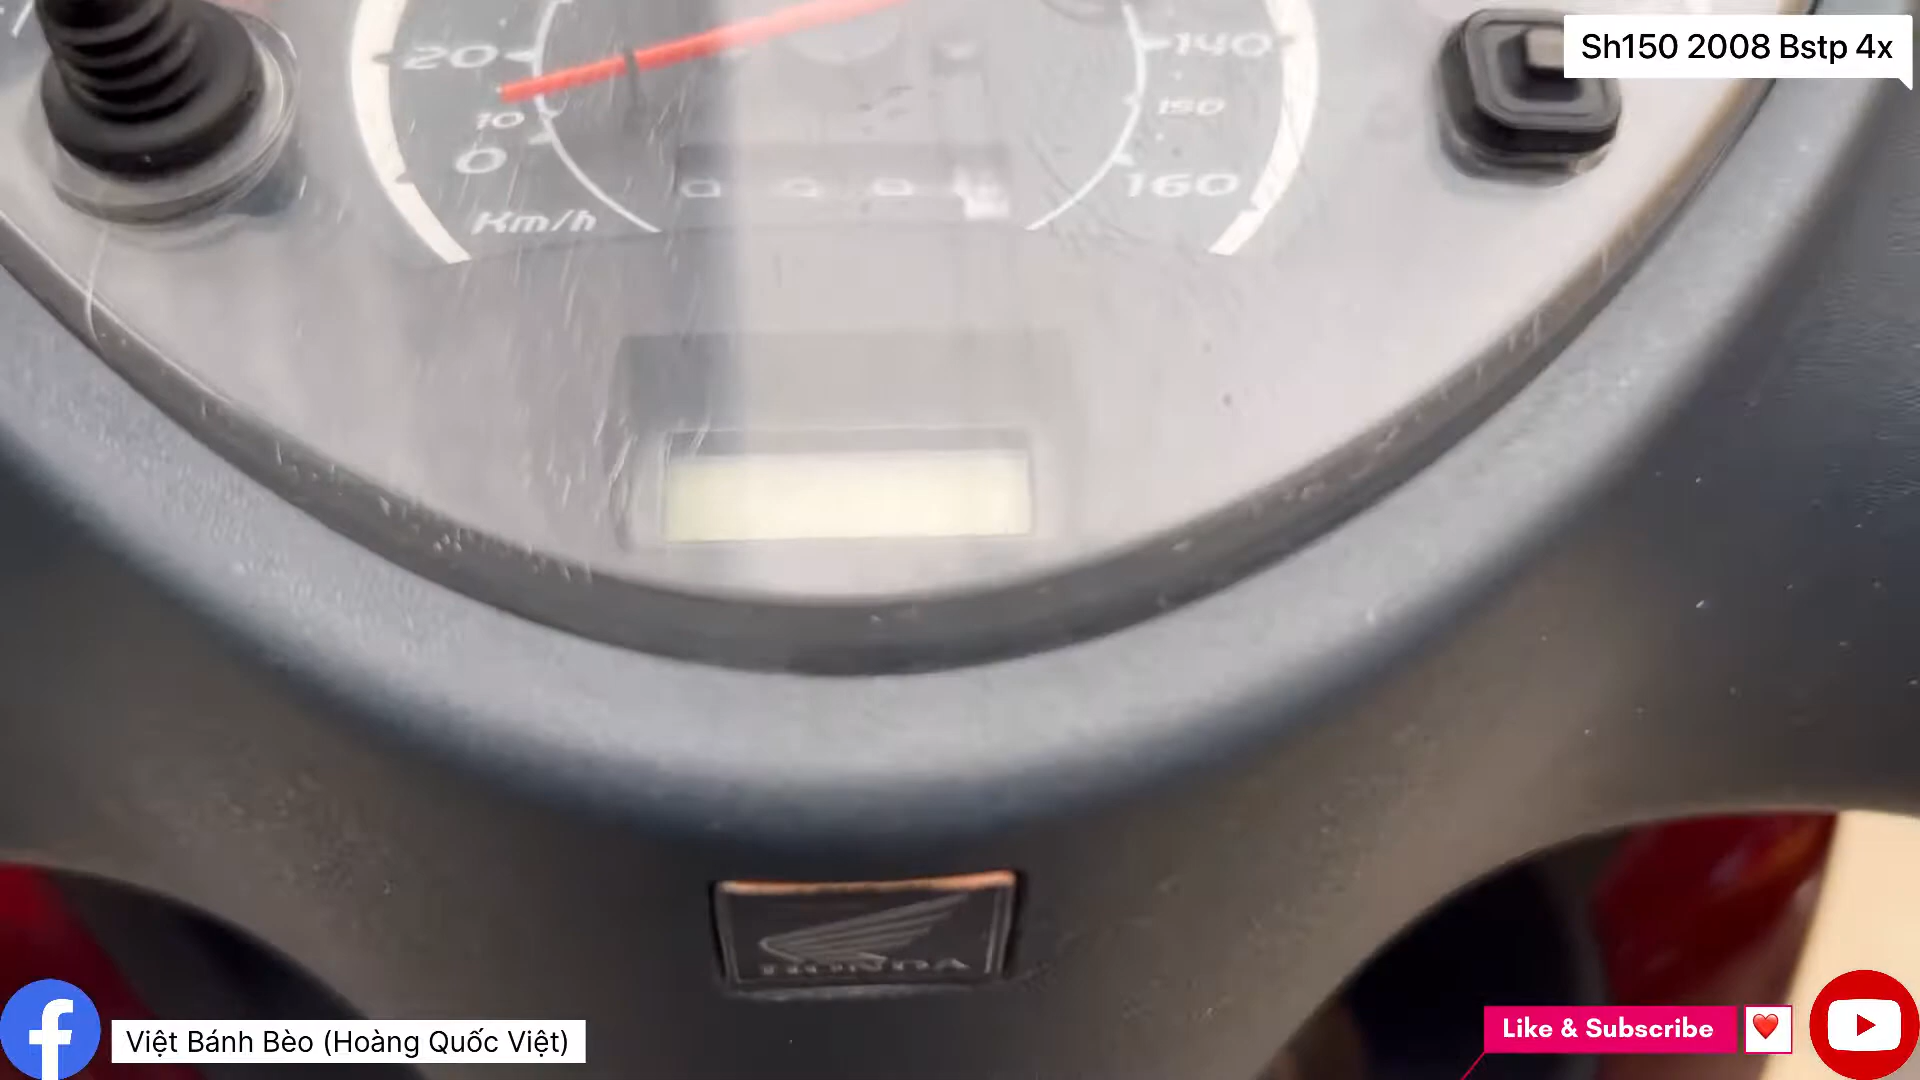 Sh150 2008 Bstp 4x
20
140
10
150
0
160
Km/h
HONDA
Việt Bánh Bèo (Hoàng Quốc Việt)
Like & Subscribe